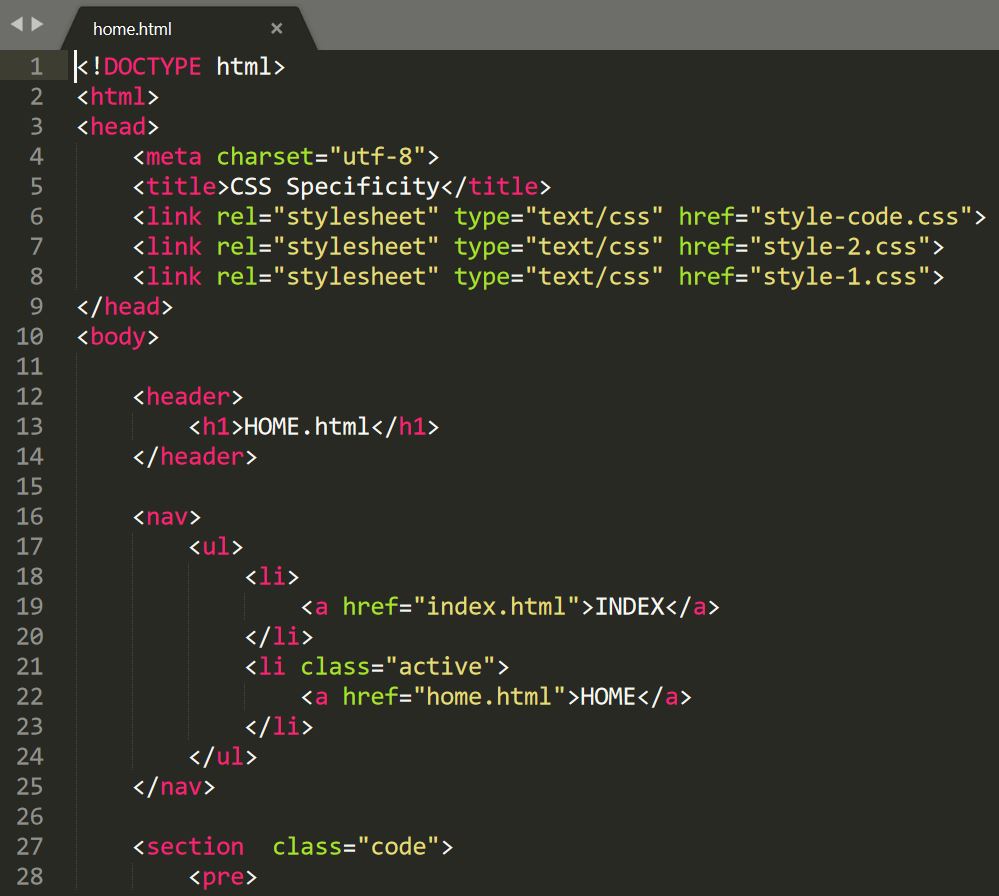 home.html
1 <!DOCTYPE html>
2 <html>
3 <head>
4     <meta charset="utf-8">
5     <title>CSS Specificity</title>
6     <link rel="stylesheet" type="text/css" href="style-code.css">
7     <link rel="stylesheet" type="text/css" href="style-2.css">
8     <link rel="stylesheet" type="text/css" href="style-1.css">
9 </head>
10 <body>
11
12     <header>
13         <h1>HOME.html</h1>
14     </header>
15
16     <nav>
17         <ul>
18             <li>
19                 <a href="index.html">INDEX</a>
20             </li>
21             <li class="active">
22                 <a href="home.html">HOME</a>
23             </li>
24         </ul>
25     </nav>
26
27     <section  class="code">
28         <pre>